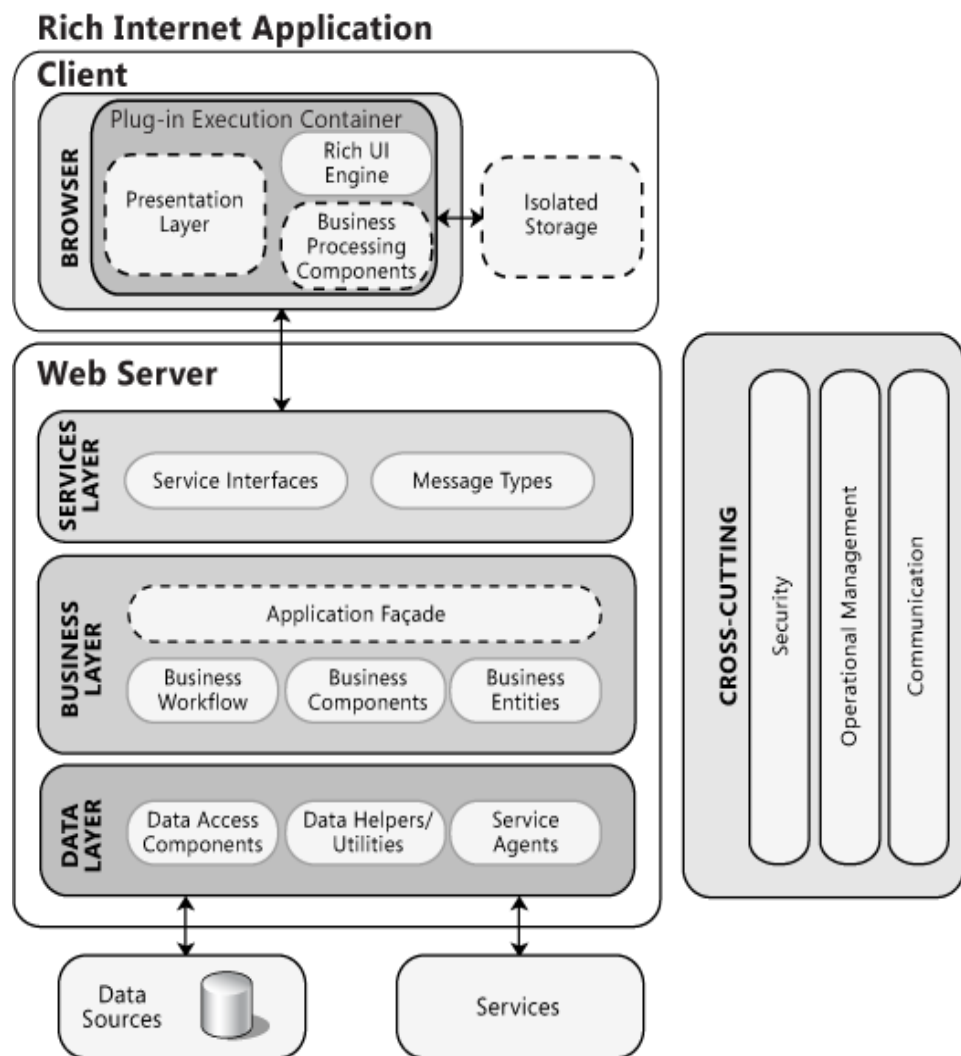 Rich Internet Application
Client
BROWSER
Plug-in Execution Container
Presentation
Layer
Rich UI
Engine
Business
Processing
Components
Isolated
Storage
Web Server
SERVICES
LAYER
Service Interfaces
Message Types
BUSINESS
LAYER
Application Façade
Business
Workflow
Business
Components
Business
Entities
DATA
LAYER
Data Access
Components
Data Helpers/
Utilities
Service
Agents
CROSS-CUTTING
Security
Operational Management
Communication
Data
Sources
Services